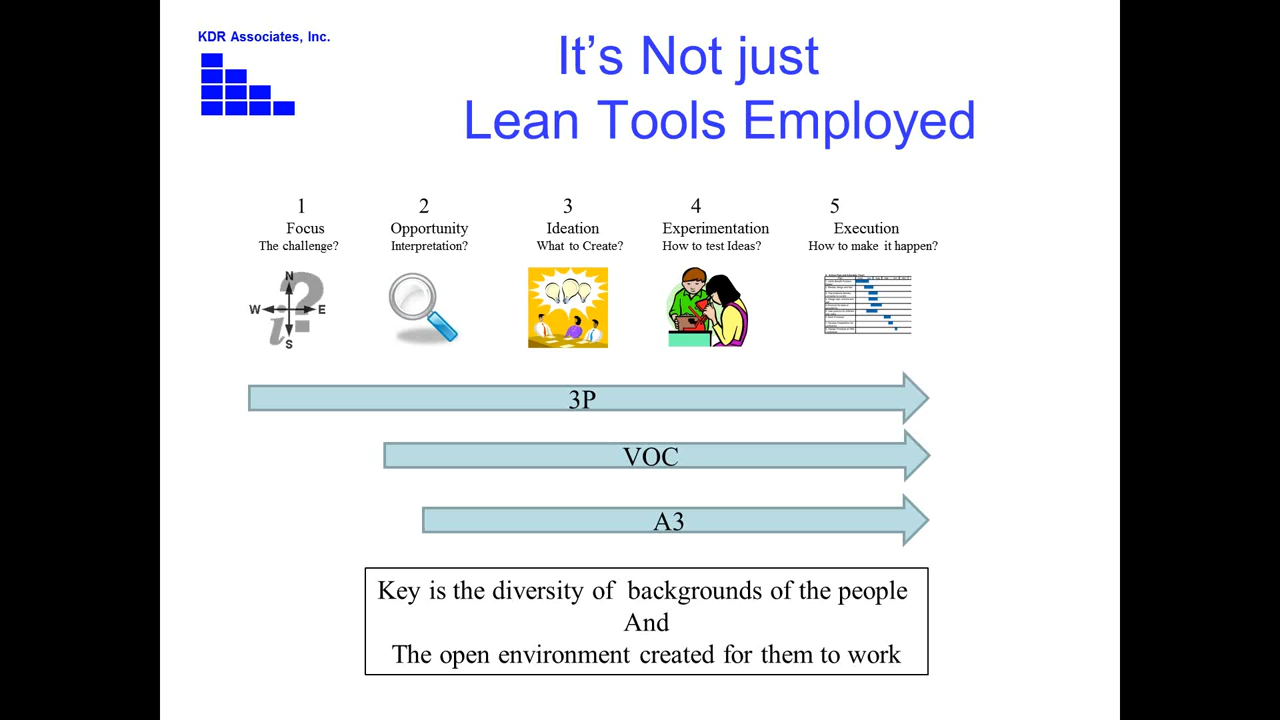 KDR Associates, Inc.
It's Not just
Lean Tools Employed
1 2 3 4 5
Focus Opportunity Ideation Experimentation Execution
The challenge? Interpretation? What to Create? How to test Ideas? How to make it happen?
N
W ? E
i
S
3P
VOC
A3
Key is the diversity of backgrounds of the people
And
The open environment created for them to work